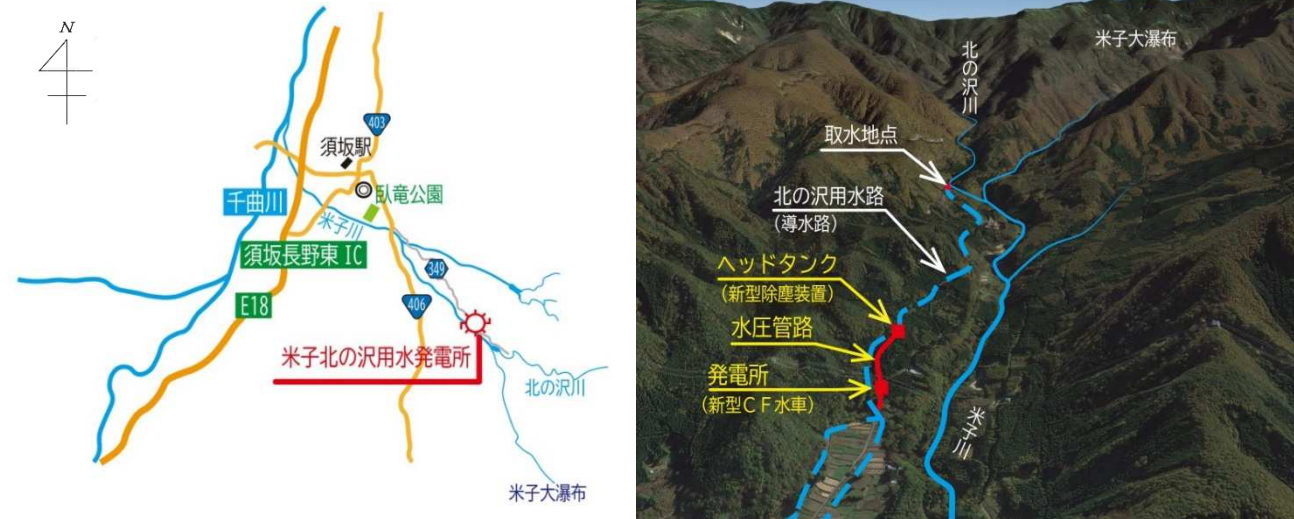 N
403
須坂駅
臥竜公園
千曲川
米子川
須坂長野東 IC
349
E18
406
米子北の沢用水発電所
北の沢川
米子大瀑布
米子大瀑布
北の沢川
取水地点
北の沢用水路
(導水路)
ヘッドタンク
(新型除塵装置)
水圧管路
発電所
(新型CF水車)
米子川